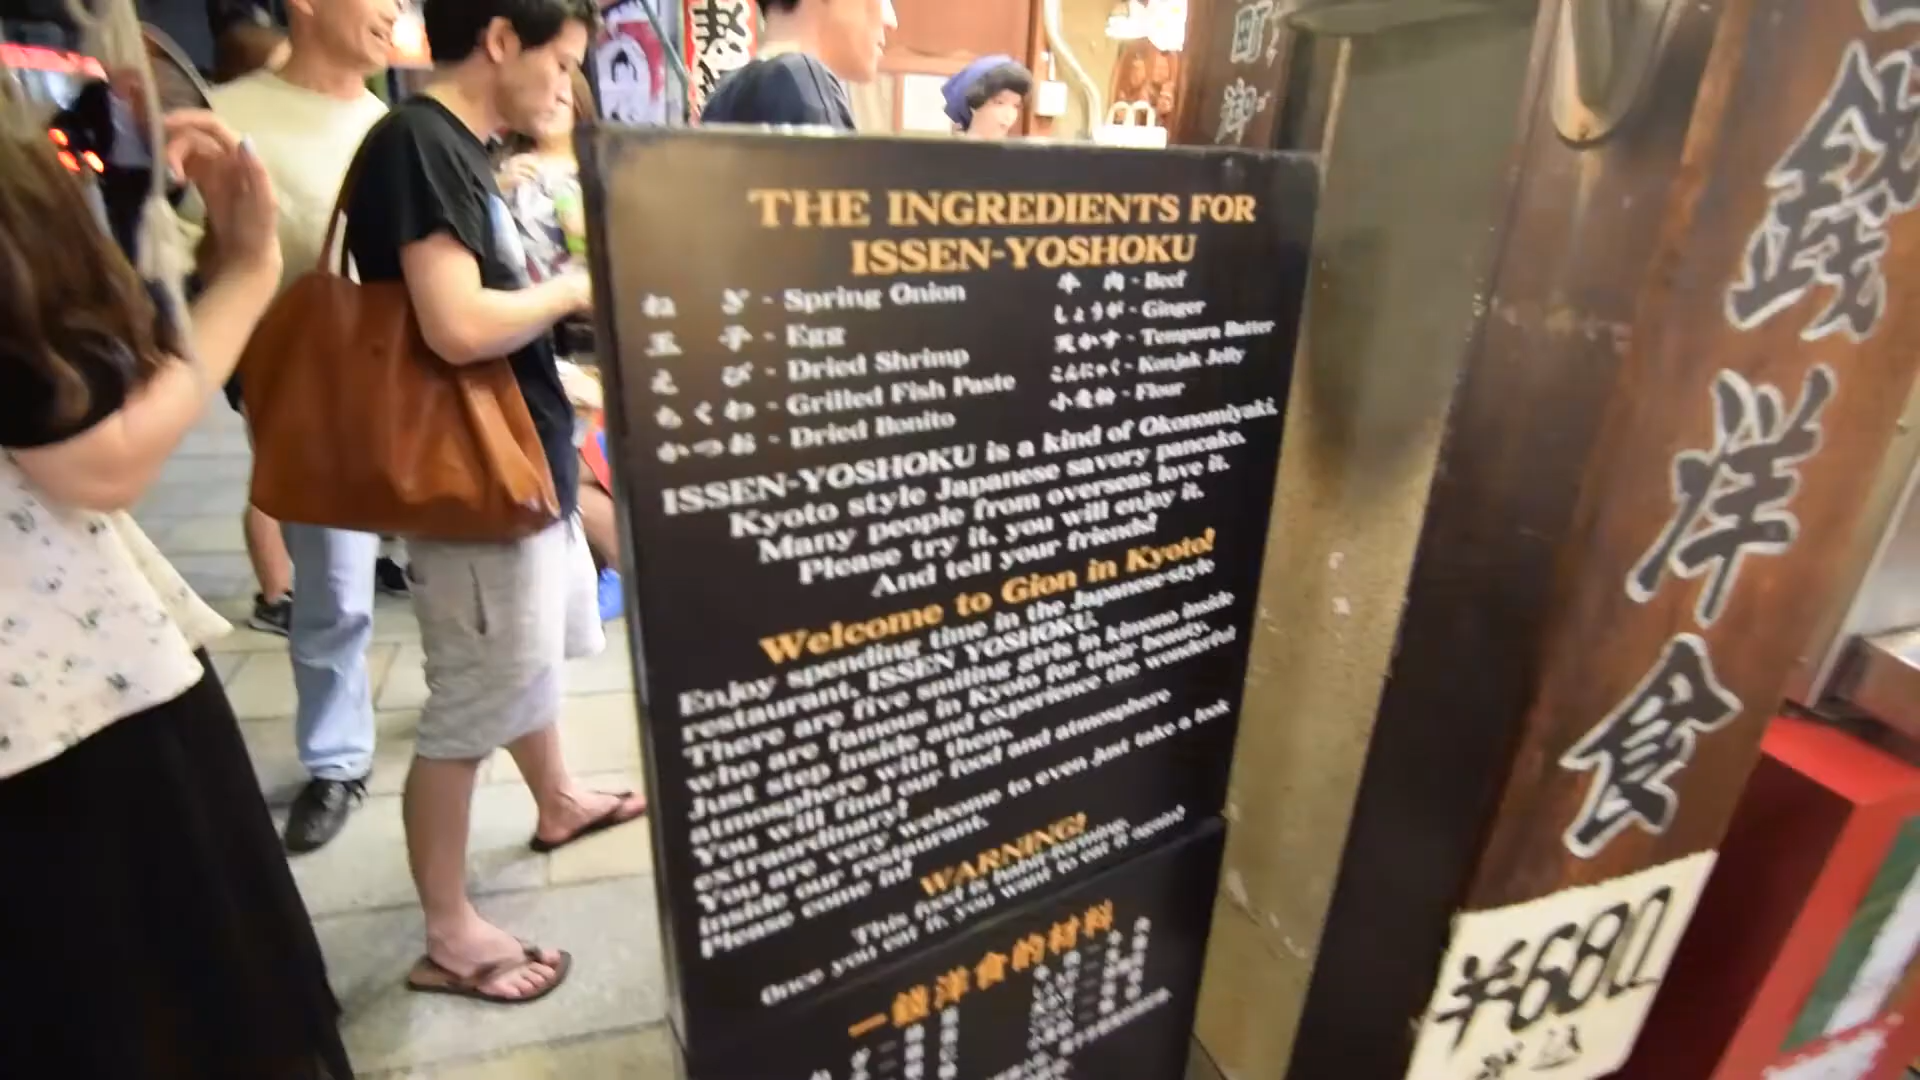 THE INGREDIENTS FOR
ISSEN-YOSHOKU
ねぎ - Spring Onion
玉子 - Egg
えび - Dried Shrimp
ちくわ - Grilled Fish Paste
かつお - Dried Bonito
牛肉 - Beef
しょうが - Ginger
天かす - Tempura Batter
こんにゃく - Konjak Jelly
小麦粉 - Flour
ISSEN-YOSHOKU is a kind of Okonomiyaki.
Kyoto style Japanese savory pancake.
Many people from overseas love it.
Please try it, you will enjoy it.
And tell your friends!
Welcome to Gion in Kyoto!
Enjoy spending time in the Japanese-style
restaurant, ISSEN YOSHOKU.
There are five smiling girls in kimono inside
who are famous in Kyoto for their beauty.
Just step inside and experience the wonderful
atmosphere with them.
You will find our food and atmosphere
extraordinary!
You are very welcome to even just take a look
inside our restaurant.
Please come in!
WARNING!
This food is habit-forming.
Once you eat it, you want to eat it again!
一銭洋食的材料
銭洋食
¥680
税込
町
御